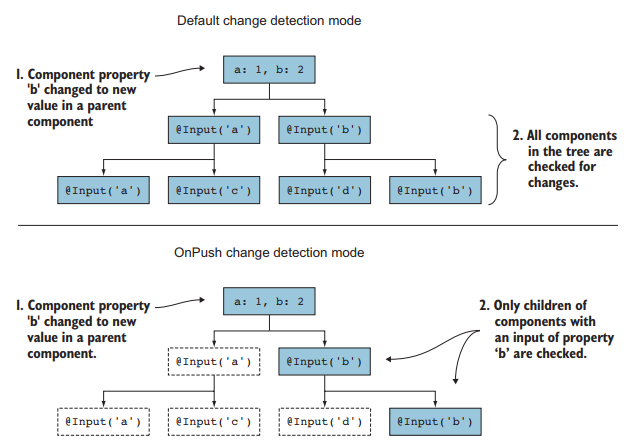 Default change detection mode
1. Component property
'b' changed to new
value in a parent
component
a: 1, b: 2
@Input('a')
@Input('b')
2. All components
in the tree are
checked for
changes.
@Input('a')
@Input('c')
@Input('d')
@Input('b')
OnPush change detection mode
1. Component property
'b' changed to new
value in a parent
component.
a: 1, b: 2
2. Only children of
components with
an input of property
‘b’ are checked.
@Input('a')
@Input('b')
@Input('a')
@Input('c')
@Input('d')
@Input('b')